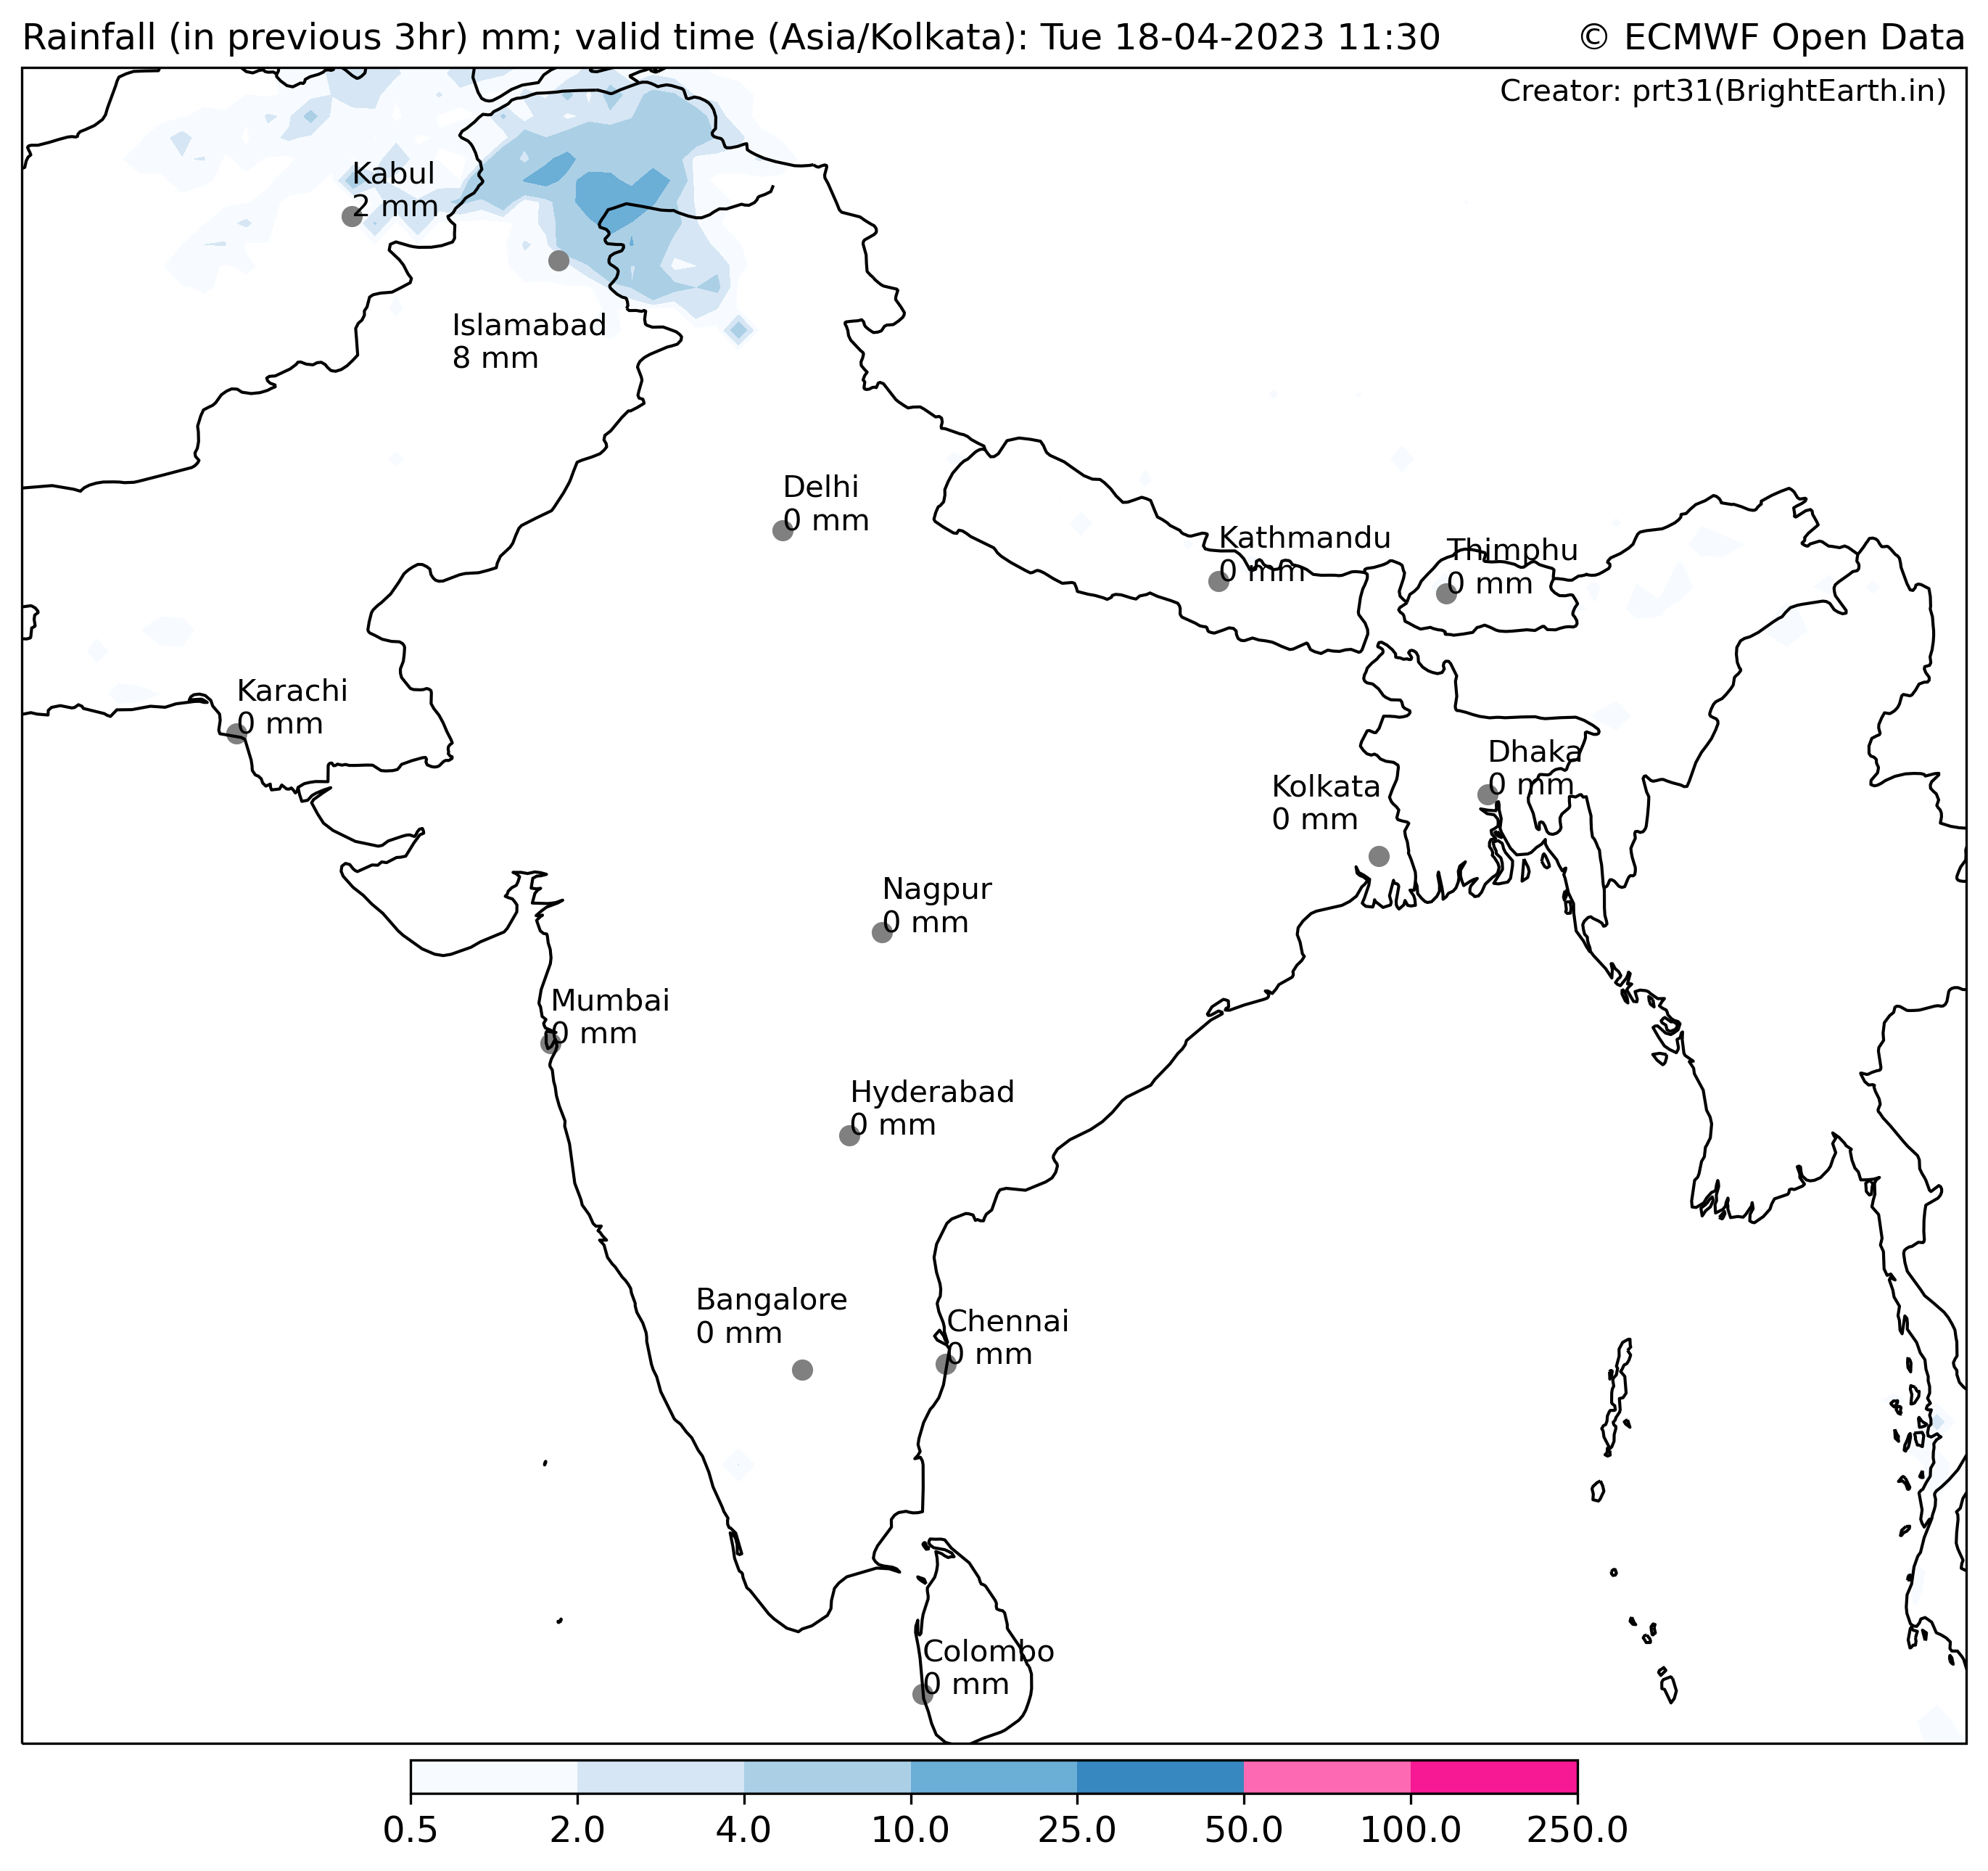 Rainfall (in previous 3hr) mm; valid time (Asia/Kolkata): Tue 18-04-2023 11:30
© ECMWF Open Data
Creator: prt31(BrightEarth.in)
Kabul
2 mm
Islamabad
8 mm
Delhi
0 mm
Kathmandu
0 mm
Thimphu
0 mm
Karachi
0 mm
Dhaka
0 mm
Kolkata
0 mm
Nagpur
0 mm
Mumbai
0 mm
Hyderabad
0 mm
Bangalore
0 mm
Chennai
0 mm
Colombo
0 mm
0.5 2.0 4.0 10.0 25.0 50.0 100.0 250.0